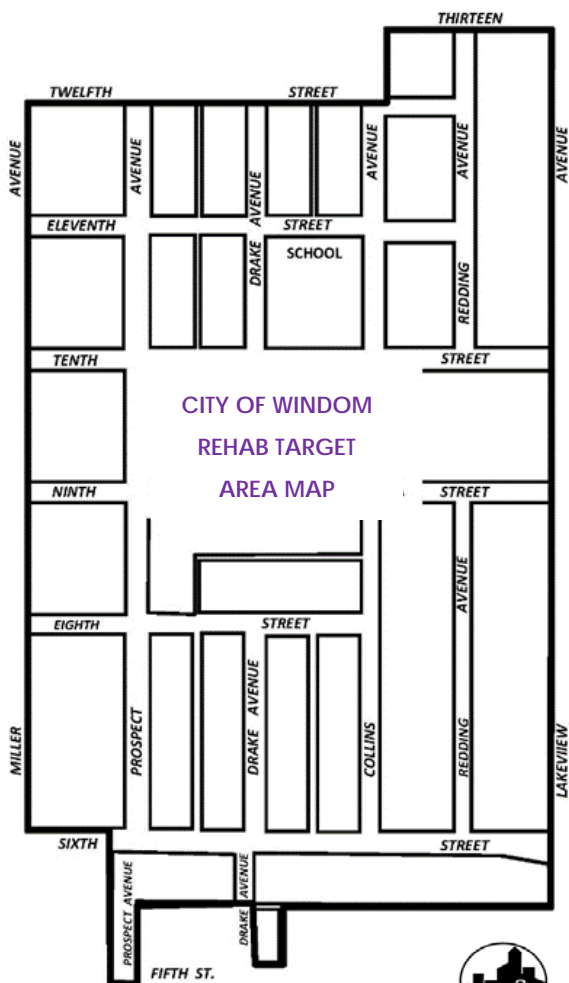 THIRTEEN
TWELFTH STREET
AVENUE AVENUE AVENUE AVENUE AVENUE AVENUE
ELEVENTH STREET
DRAKE SCHOOL REDDING
TENTH STREET
CITY OF WINDOM
REHAB TARGET
AREA MAP
NINTH STREET
AVENUE
EIGHTH STREET
AVENUE
MILLER PROSPECT DRAKE COLLINS REDDING LAKEVIIEW
SIXTH STREET
PROSPECT AVENUE
DRAKE AVENUE
FIFTH ST.